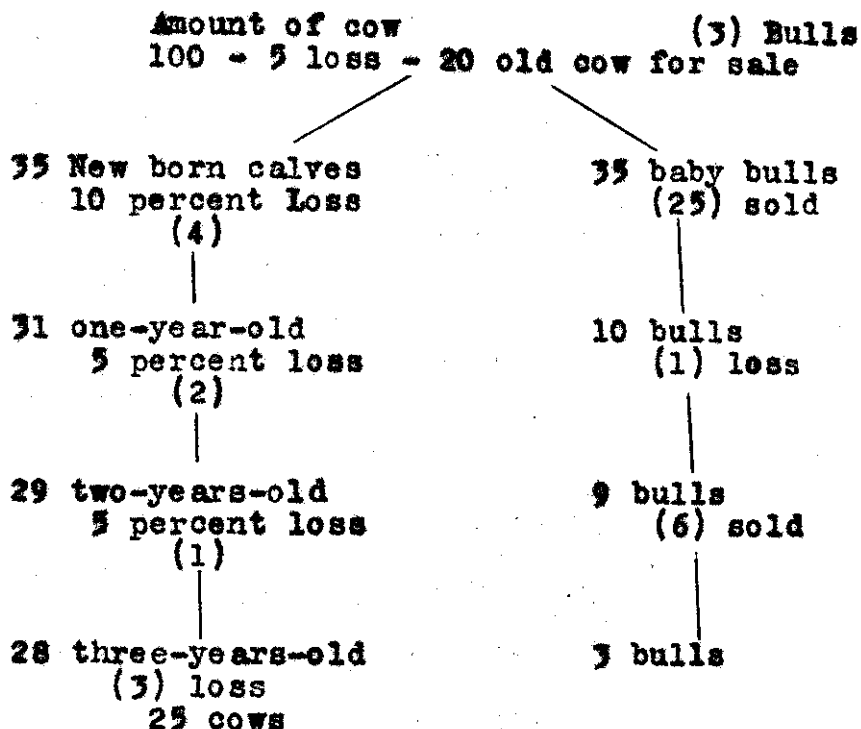 Amount of cow
(3) Bulls
100 - 5 loss - 20 old cow for sale
35 New born calves
10 percent Loss
(4)
31 one-year-old
5 percent loss
(2)
29 two-years-old
5 percent loss
(1)
28 three-years-old
(3) loss
25 cows
35 baby bulls
(25) sold
10 bulls
(1) loss
9 bulls
(6) sold
3 bulls